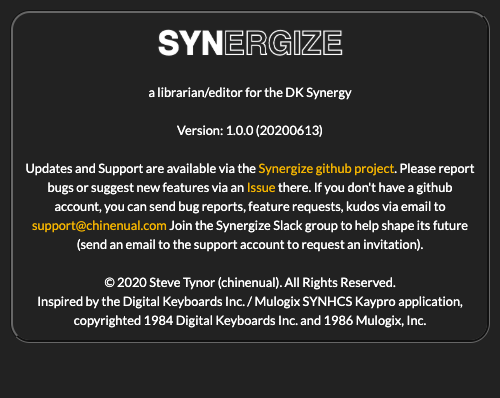 SYNERGIZE
a librarian/editor for the DK Synergy
Version: 1.0.0 (20200613)
Updates and Support are available via the Synergize github project. Please report
bugs or suggest new features via an Issue there. If you don't have a github
account, you can send bug reports, feature requests, kudos via email to
support@chinenual.com Join the Synergize Slack group to help shape its future
(send an email to the support account to request an invitation).
© 2020 Steve Tynor (chinenual). All Rights Reserved.
Inspired by the Digital Keyboards Inc. / Mulogix SYNHCS Kaypro application,
copyrighted 1984 Digital Keyboards Inc. and 1986 Mulogix, Inc.